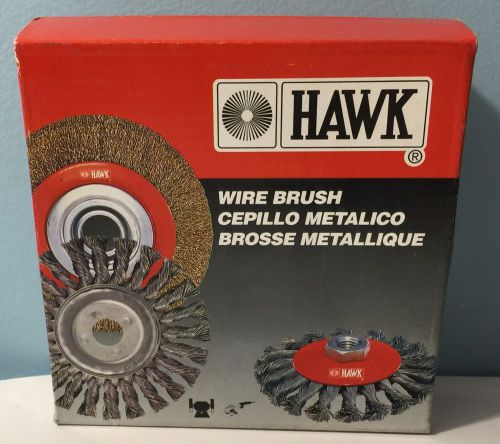 HAWK
®
WIRE BRUSH
CEPILLO METALICO
BROSSE METALLIQUE
HAWK
HAWK